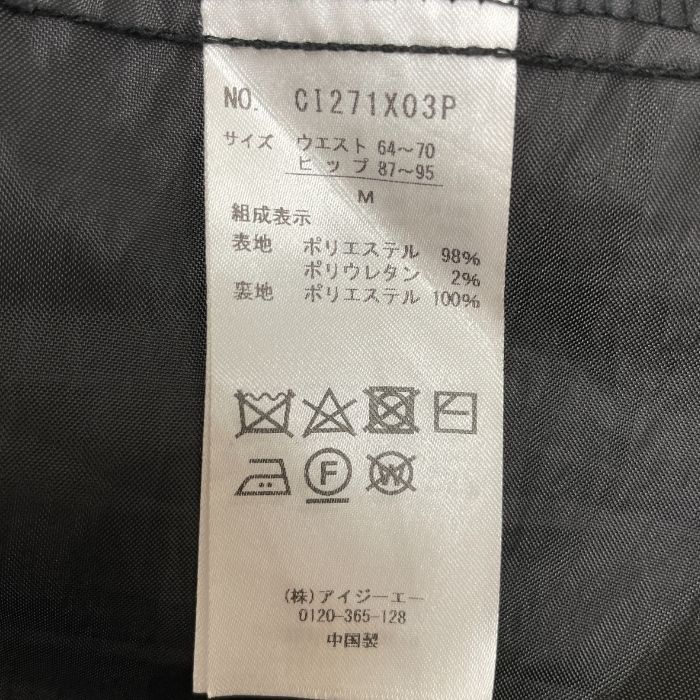 NO. CI271X03P
サイズ ウエスト 64～70
ヒップ 87～95
M
組成表示
表地 ポリエステル 98%
ポリウレタン 2%
裏地 ポリエステル 100%
F
W
(株)アイジーエー
0120-365-128
中国製